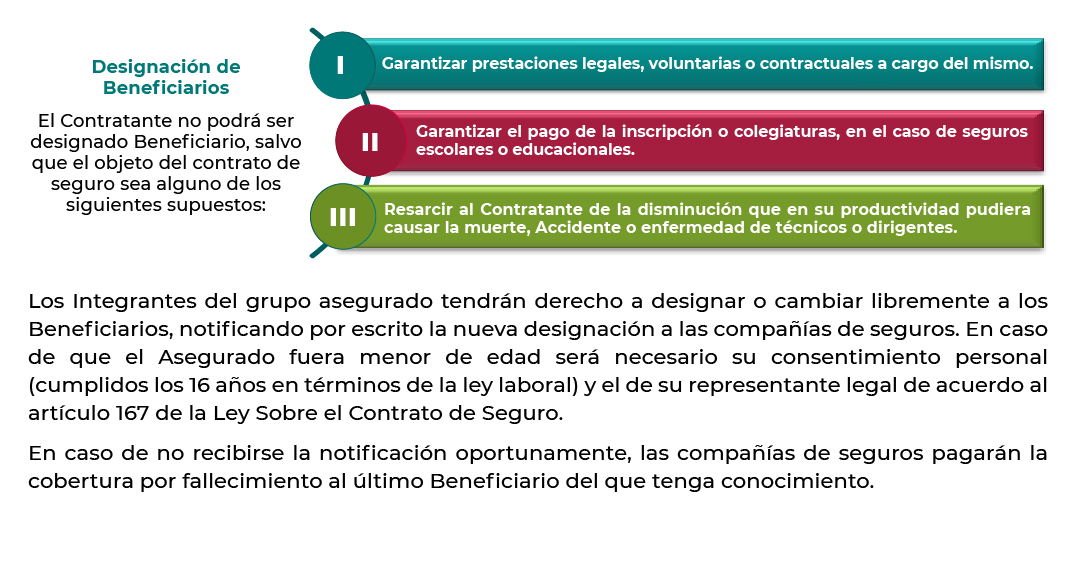 Designación de
Beneficiarios
El Contratante no podrá ser
designado Beneficiario, salvo
que el objeto del contrato de
seguro sea alguno de los
siguientes supuestos:
I
Garantizar prestaciones legales, voluntarias o contractuales a cargo del mismo.
II
Garantizar el pago de la inscripción o colegiaturas, en el caso de seguros
escolares o educacionales.
III
Resarcir al Contratante de la disminución que en su productividad pudiera
causar la muerte, Accidente o enfermedad de técnicos o dirigentes.
Los Integrantes del grupo asegurado tendrán derecho a designar o cambiar libremente a los
Beneficiarios, notificando por escrito la nueva designación a las compañías de seguros. En caso
de que el Asegurado fuera menor de edad será necesario su consentimiento personal
(cumplidos los 16 años en términos de la ley laboral) y el de su representante legal de acuerdo al
artículo 167 de la Ley Sobre el Contrato de Seguro.
En caso de no recibirse la notificación oportunamente, las compañías de seguros pagarán la
cobertura por fallecimiento al último Beneficiario del que tenga conocimiento.